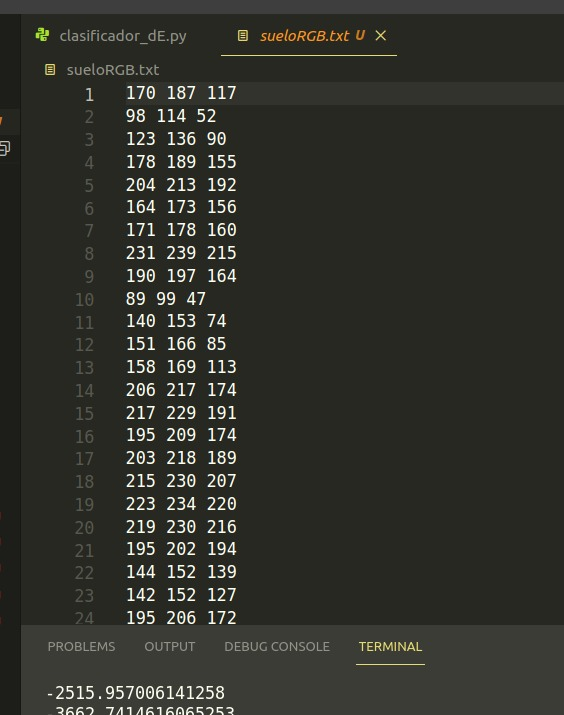 clasificador_dE.py sueloRGB.txt U
sueloRGB.txt
1 170 187 117
2 98 114 52
3 123 136 90
4 178 189 155
5 204 213 192
6 164 173 156
7 171 178 160
8 231 239 215
9 190 197 164
10 89 99 47
11 140 153 74
12 151 166 85
13 158 169 113
14 206 217 174
15 217 229 191
16 195 209 174
17 203 218 189
18 215 230 207
19 223 234 220
20 219 230 216
21 195 202 194
22 144 152 139
23 142 152 127
24 195 206 172
PROBLEMS OUTPUT DEBUG CONSOLE TERMINAL
-2515.957006141258
-3662.7414616065253